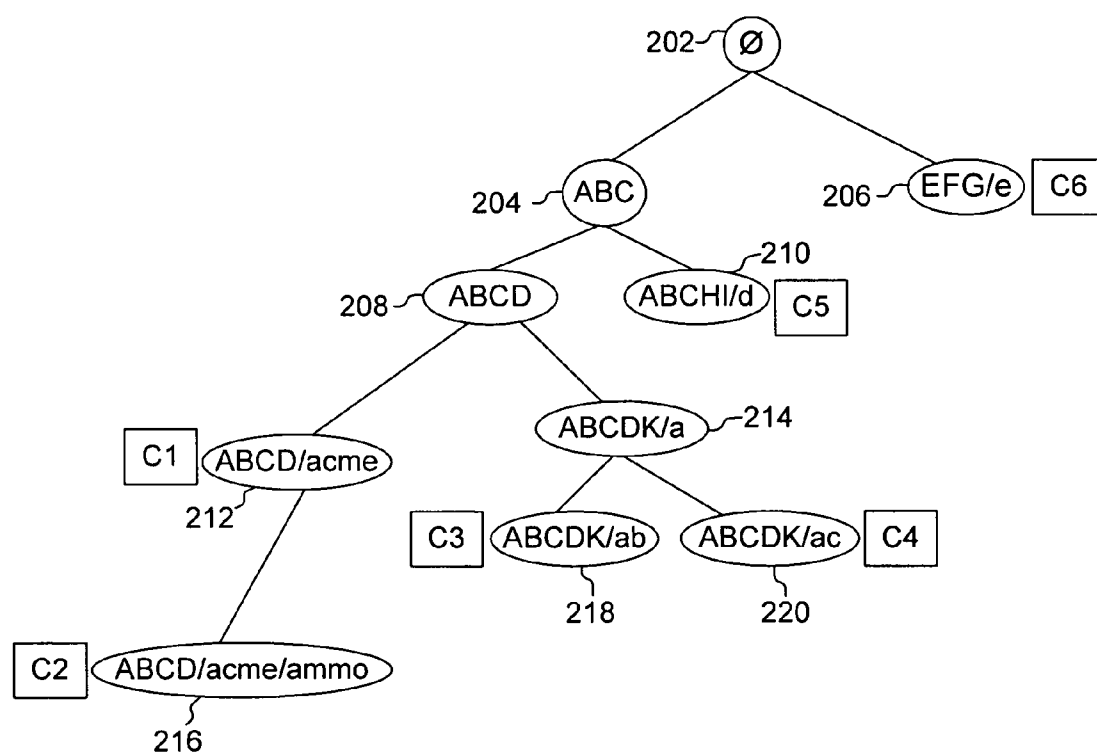 202 Ø
204 ABC
206 EFG/e C6
208 ABCD
210
ABCHI/d C5
ABCDK/a 214
C1 ABCD/acme
212
C3 ABCDK/ab
218
ABCDK/ac C4
220
C2 ABCD/acme/ammo
216